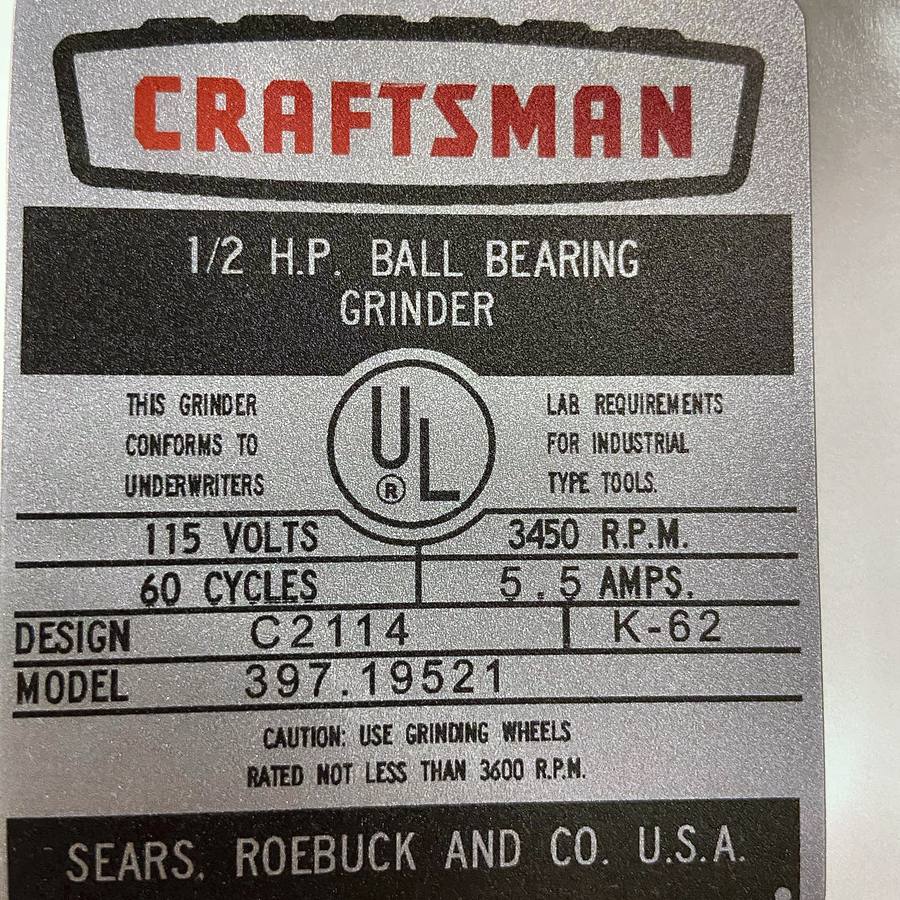 CRAFTSMAN
1/2 H.P. BALL BEARING
GRINDER
THIS GRINDER
CONFORMS TO
UNDERWRITERS
UL
®
LAB REQUIREMENTS
FOR INDUSTRIAL
TYPE TOOLS.
115 VOLTS 3450 R.P.M.
60 CYCLES 5.5 AMPS.
DESIGN C2114 K-62
MODEL 397.19521
CAUTION: USE GRINDING WHEELS
RATED NOT LESS THAN 3600 R.P.M.
SEARS, ROEBUCK AND CO. U.S.A.